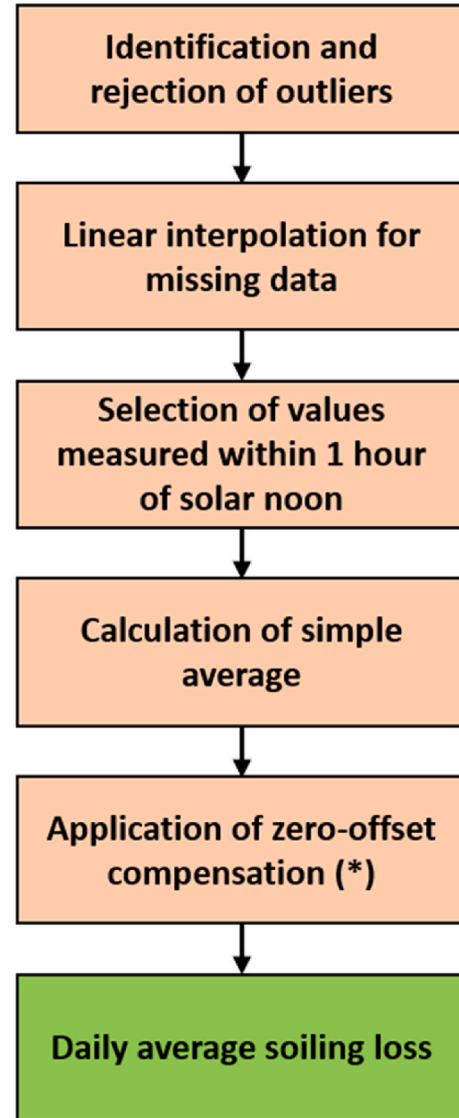 Identification and
rejection of outliers
Linear interpolation for
missing data
Selection of values
measured within 1 hour
of solar noon
Calculation of simple
average
Application of zero-offset
compensation (*)
Daily average soiling loss